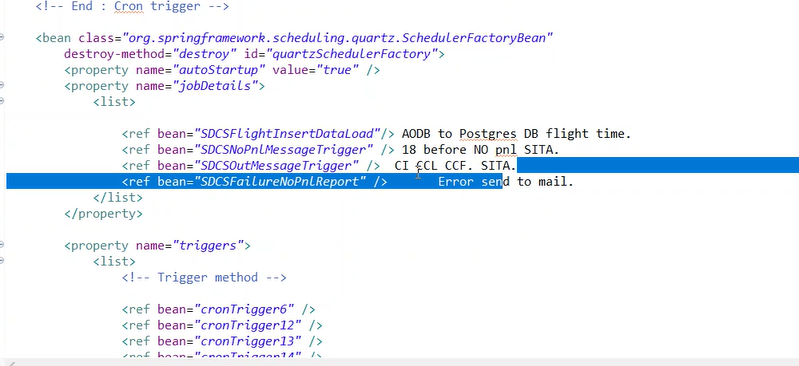 <!-- End : Cron trigger -->
<bean class="org.springframework.scheduling.quartz.SchedulerFactoryBean"
destroy-method="destroy" id="quartzSchedulerFactory">
<property name="autoStartup" value="true" />
<property name="jobDetails">
<list>
<ref bean="SDCSFlightInsertDataLoad"/> AODB to Postgres DB flight time.
<ref bean="SDCSNoPnlMessageTrigger" /> 18 before NO pnl SITA.
<ref bean="SDCSOutMessageTrigger" /> CI CCL CCF. SITA.
<ref bean="SDCSFailureNoPnlReport" /> Error send to mail.
</list>
</property>
<property name="triggers">
<list>
<!-- Trigger method -->
<ref bean="cronTrigger6" />
<ref bean="cronTrigger12" />
<ref bean="cronTrigger13" />
<ref bean="cronTrigger14" />